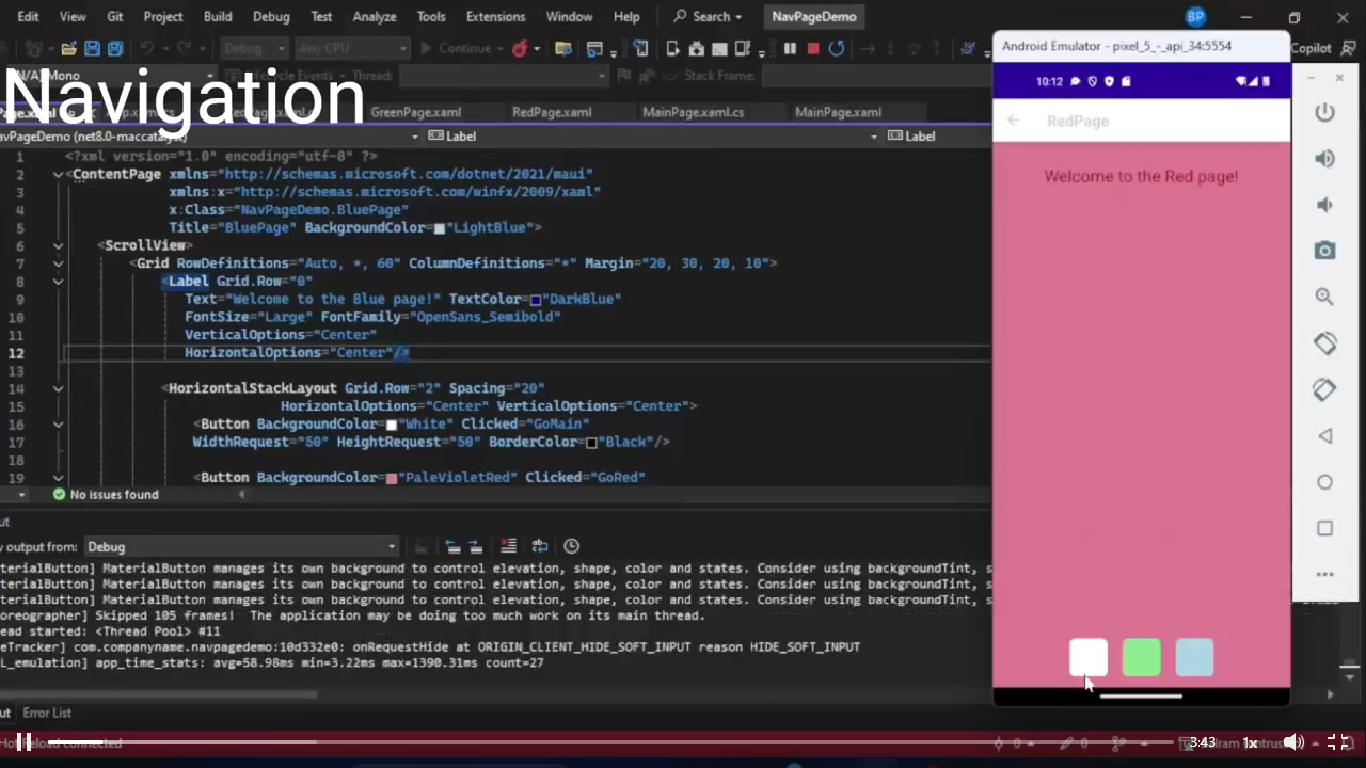 Edit View Git Project Build Debug Test Analyze Tools Extensions Window Help Search NavPageDemo BP
Debug Any CPU Continue Copilot
N/A] Mono Lifecycle Events Thread: Stack Frame:
Navigation
GreenPage.xaml RedPage.xaml MainPage.xaml.cs MainPage.xaml
avPageDemo (net8.0-maccatalyst) Label Label
1 <?xml version="1.0" encoding="utf-8" ?>
2 <ContentPage xmlns="http://schemas.microsoft.com/dotnet/2021/maui"
3 xmlns:x="http://schemas.microsoft.com/winfx/2009/xaml"
4 x:Class="NavPageDemo.BluePage"
5 Title="BluePage" BackgroundColor="LightBlue">
6 <ScrollView>
7 <Grid RowDefinitions="Auto, *, 60" ColumnDefinitions="*" Margin="20, 30, 20, 10">
8 <Label Grid.Row="0"
9 Text="Welcome to the Blue page!" TextColor="DarkBlue"
10 FontSize="Large" FontFamily="OpenSans_Semibold"
11 VerticalOptions="Center"
12 HorizontalOptions="Center"/>
13
14 <HorizontalStackLayout Grid.Row="2" Spacing="20"
15 HorizontalOptions="Center" VerticalOptions="Center">
16 <Button BackgroundColor="White" Clicked="GoMain"
17 WidthRequest="50" HeightRequest="50" BorderColor="Black"/>
18
19 <Button BackgroundColor="PaleVioletRed" Clicked="GoRed"
No issues found
ut
y output from: Debug
terialButton] MaterialButton manages its own background to control elevation, shape, color and states. Consider using backgroundTint, s
terialButton] MaterialButton manages its own background to control elevation, shape, color and states. Consider using backgroundTint, s
terialButton] MaterialButton manages its own background to control elevation, shape, color and states. Consider using backgroundTint, s
oreographer] Skipped 105 frames! The application may be doing too much work on its main thread.
ead started: <Thread Pool> #11
eTracker] com.companyname.navpagedemo:10d332e0: onRequestHide at ORIGIN_CLIENT_HIDE_SOFT_INPUT reason HIDE_SOFT_INPUT
L_emulation] app_time_stats: avg=58.98ms min=3.22ms max=1390.31ms count=27
ut Error List
Hot Reload connected 0 0 3:43 1x
Android Emulator - pixel_5_-_api_34:5554
10:12
RedPage
Welcome to the Red page!